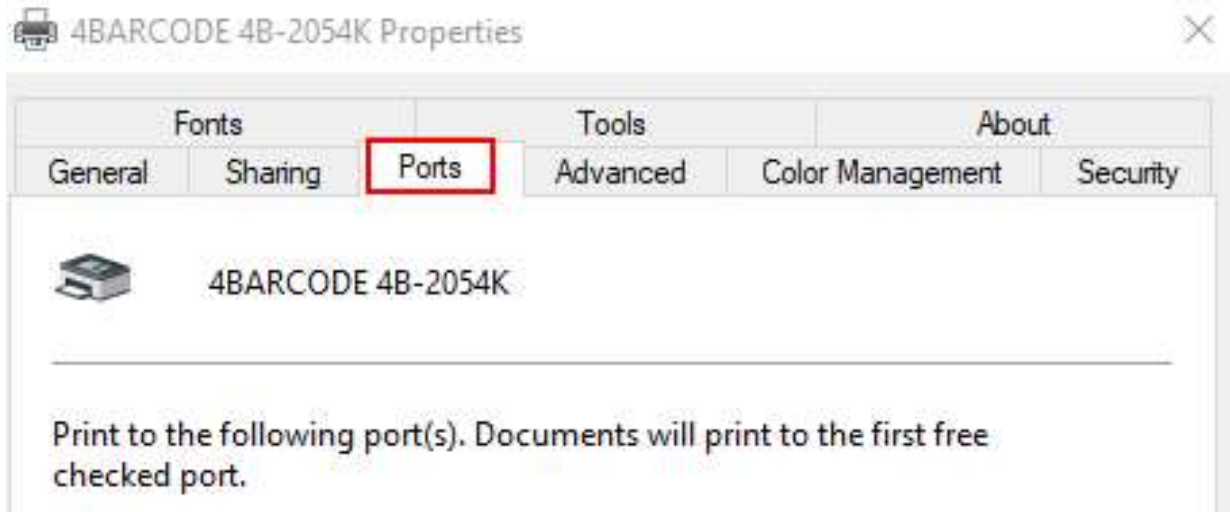 4BARCODE 4B-2054K Properties
Fonts Tools About
General Sharing Ports Advanced Color Management Security
4BARCODE 4B-2054K
Print to the following port(s). Documents will print to the first free
checked port.